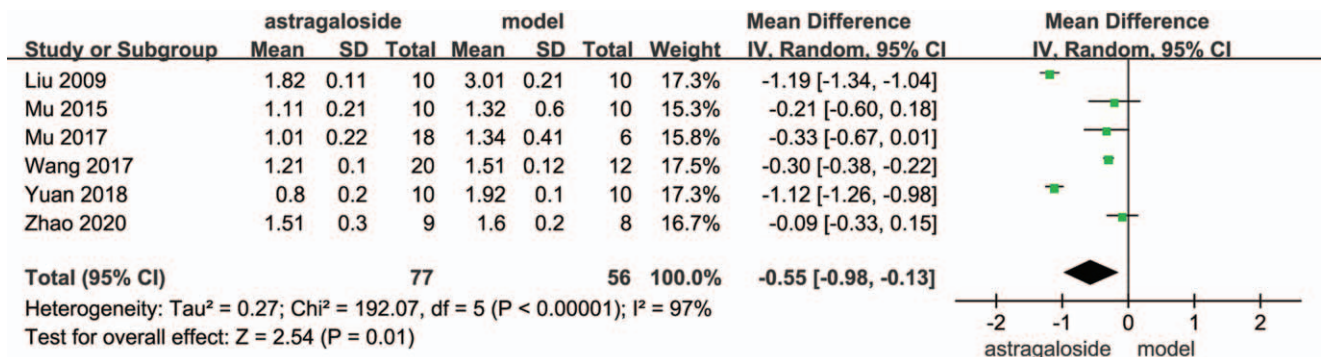 astragaloside model Mean Difference Mean Difference
Study or Subgroup Mean SD Total Mean SD Total Weight IV, Random, 95% CI IV, Random, 95% CI
Liu 2009 1.82 0.11 10 3.01 0.21 10 17.3% -1.19 [-1.34, -1.04]
Mu 2015 1.11 0.21 10 1.32 0.6 10 15.3% -0.21 [-0.60, 0.18]
Mu 2017 1.01 0.22 18 1.34 0.41 6 15.8% -0.33 [-0.67, 0.01]
Wang 2017 1.21 0.1 20 1.51 0.12 12 17.5% -0.30 [-0.38, -0.22]
Yuan 2018 0.8 0.2 10 1.92 0.1 10 17.3% -1.12 [-1.26, -0.98]
Zhao 2020 1.51 0.3 9 1.6 0.2 8 16.7% -0.09 [-0.33, 0.15]
Total (95% CI) 77 56 100.0% -0.55 [-0.98, -0.13]
Heterogeneity: Tau² = 0.27; Chi² = 192.07, df = 5 (P < 0.00001); I² = 97%
Test for overall effect: Z = 2.54 (P = 0.01)
-2 -1 0 1 2
astragaloside model